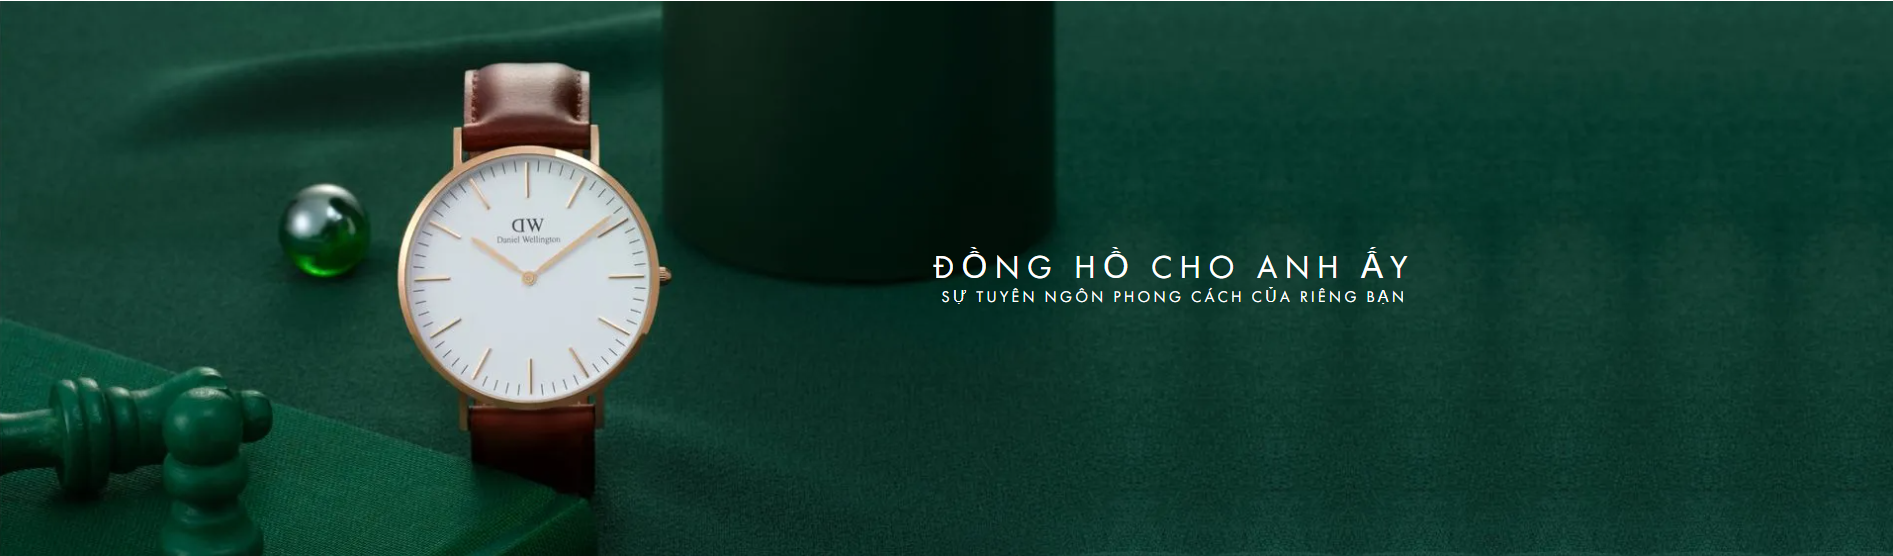 DW
Daniel Wellington
ĐỒNG HỒ CHO ANH ẤY
SỰ TUYÊN NGÔN PHONG CÁCH CỦA RIÊNG BẠN